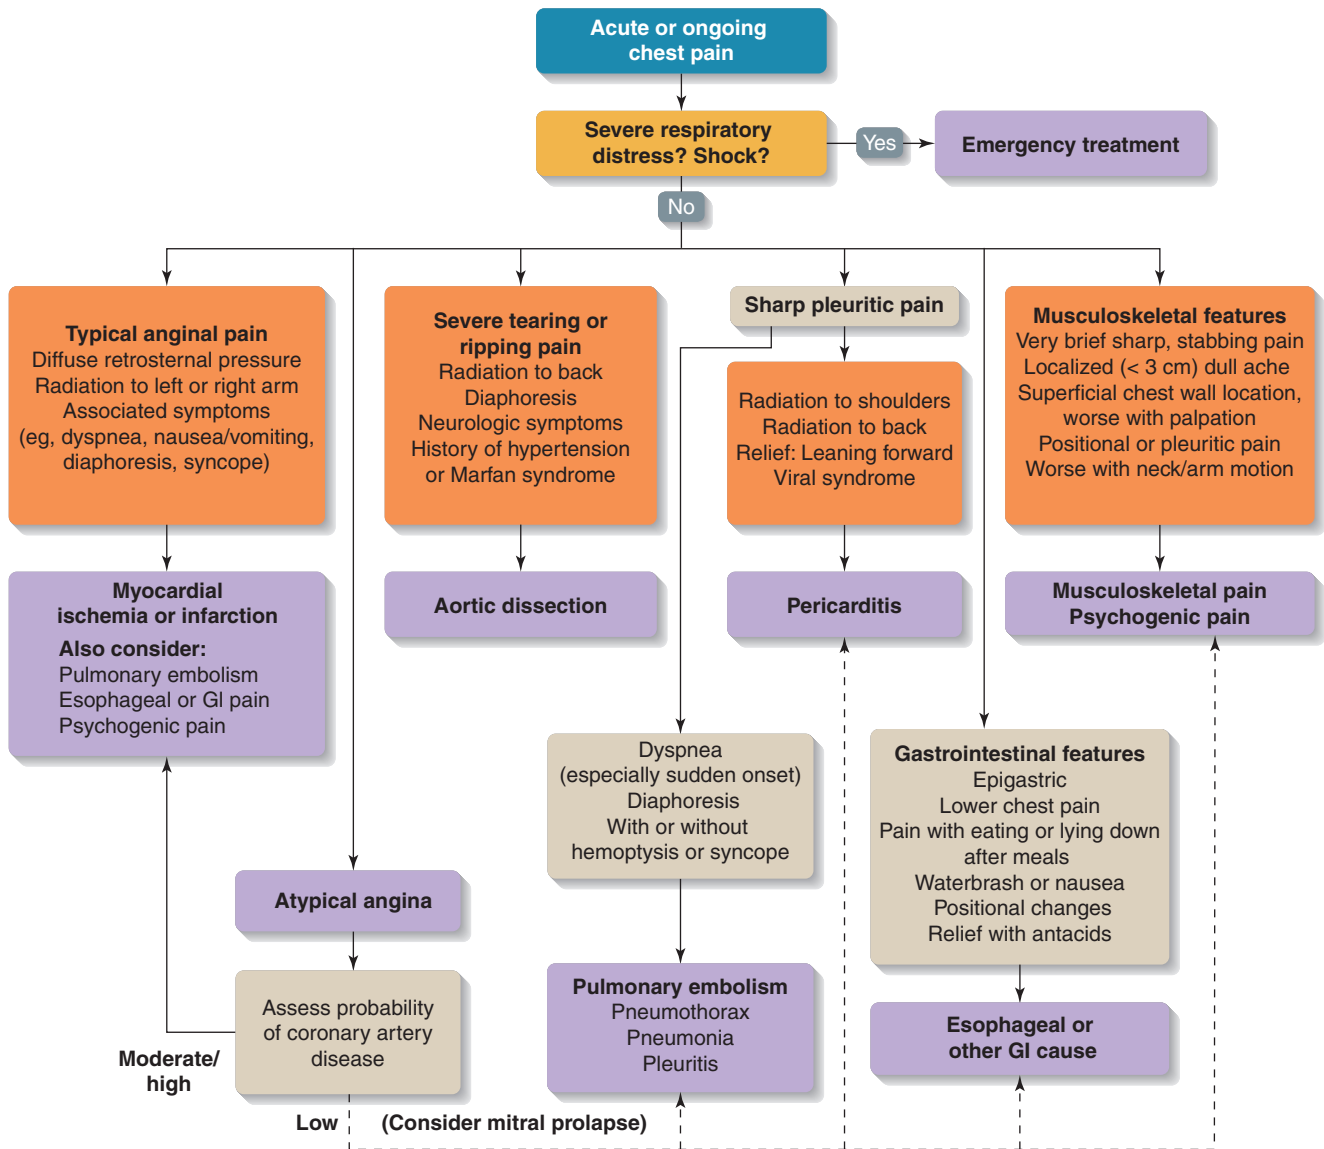 Acute or ongoing
chest pain
Severe respiratory
distress? Shock?
Yes
Emergency treatment
No
Typical anginal pain
Diffuse retrosternal pressure
Radiation to left or right arm
Associated symptoms
(eg, dyspnea, nausea/vomiting,
diaphoresis, syncope)
Severe tearing or
ripping pain
Radiation to back
Diaphoresis
Neurologic symptoms
History of hypertension
or Marfan syndrome
Sharp pleuritic pain
Radiation to shoulders
Radiation to back
Relief: Leaning forward
Viral syndrome
Musculoskeletal features
Very brief sharp, stabbing pain
Localized (< 3 cm) dull ache
Superficial chest wall location,
worse with palpation
Positional or pleuritic pain
Worse with neck/arm motion
Myocardial
ischemia or infarction
Also consider:
Pulmonary embolism
Esophageal or GI pain
Psychogenic pain
Aortic dissection
Pericarditis
Musculoskeletal pain
Psychogenic pain
Dyspnea
(especially sudden onset)
Diaphoresis
With or without
hemoptysis or syncope
Gastrointestinal features
Epigastric
Lower chest pain
Pain with eating or lying down
after meals
Waterbrash or nausea
Positional changes
Relief with antacids
Atypical angina
Assess probability
of coronary artery
disease
Moderate/
high
Pulmonary embolism
Pneumothorax
Pneumonia
Pleuritis
Esophageal or
other GI cause
Low
(Consider mitral prolapse)